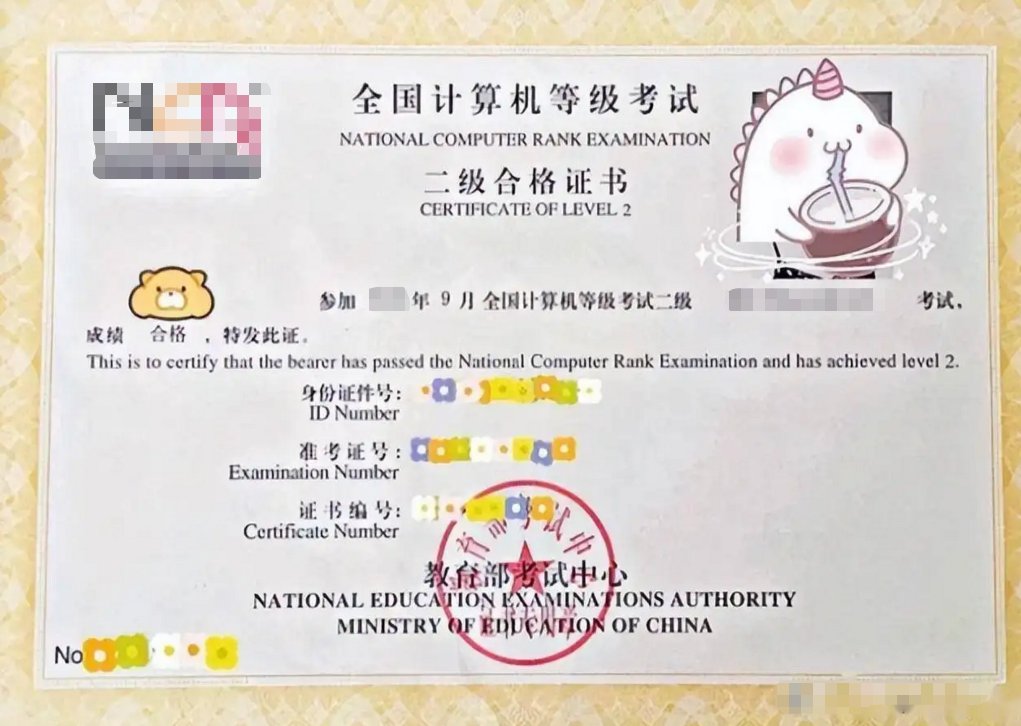 全国计算机等级考试
NATIONAL COMPUTER RANK EXAMINATION
二级合格证书
CERTIFICATE OF LEVEL 2
参加 年 9 月 全国计算机等级考试二级 考试,
成绩 合格 ,特发此证。
This is to certify that the bearer has passed the National Computer Rank Examination and has achieved level 2.
身份证件号:
ID Number
准考证号:
Examination Number
证书编号:
Certificate Number
教育部考试中心
NATIONAL EDUCATION EXAMINATIONS AUTHORITY
MINISTRY OF EDUCATION OF CHINA
No